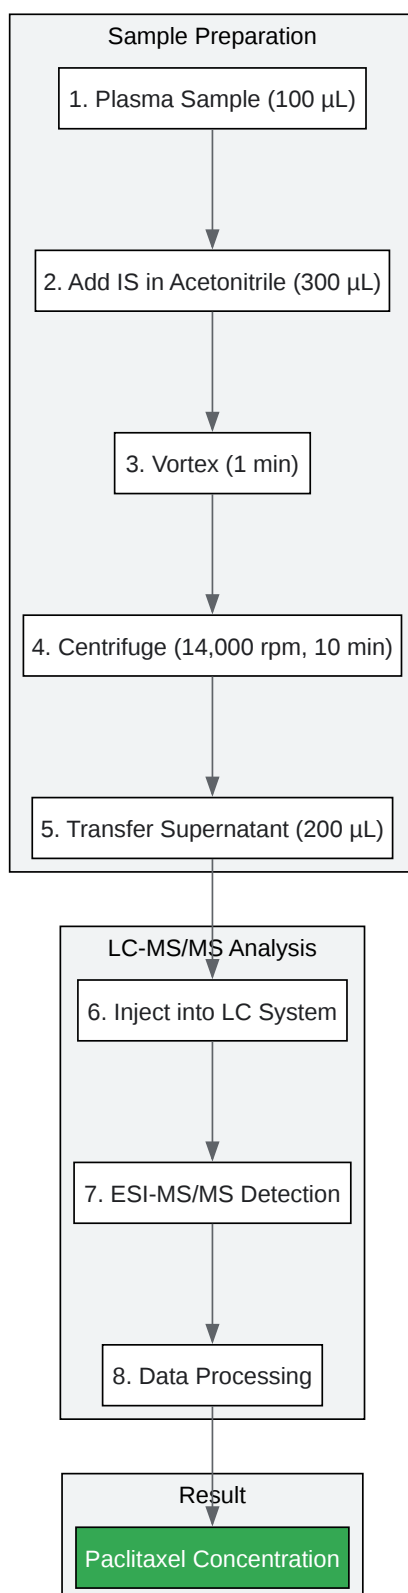 Sample Preparation
1. Plasma Sample (100 µL)
2. Add IS in Acetonitrile (300 µL)
3. Vortex (1 min)
4. Centrifuge (14,000 rpm, 10 min)
5. Transfer Supernatant (200 µL)
LC-MS/MS Analysis
6. Inject into LC System
7. ESI-MS/MS Detection
8. Data Processing
Result
Paclitaxel Concentration